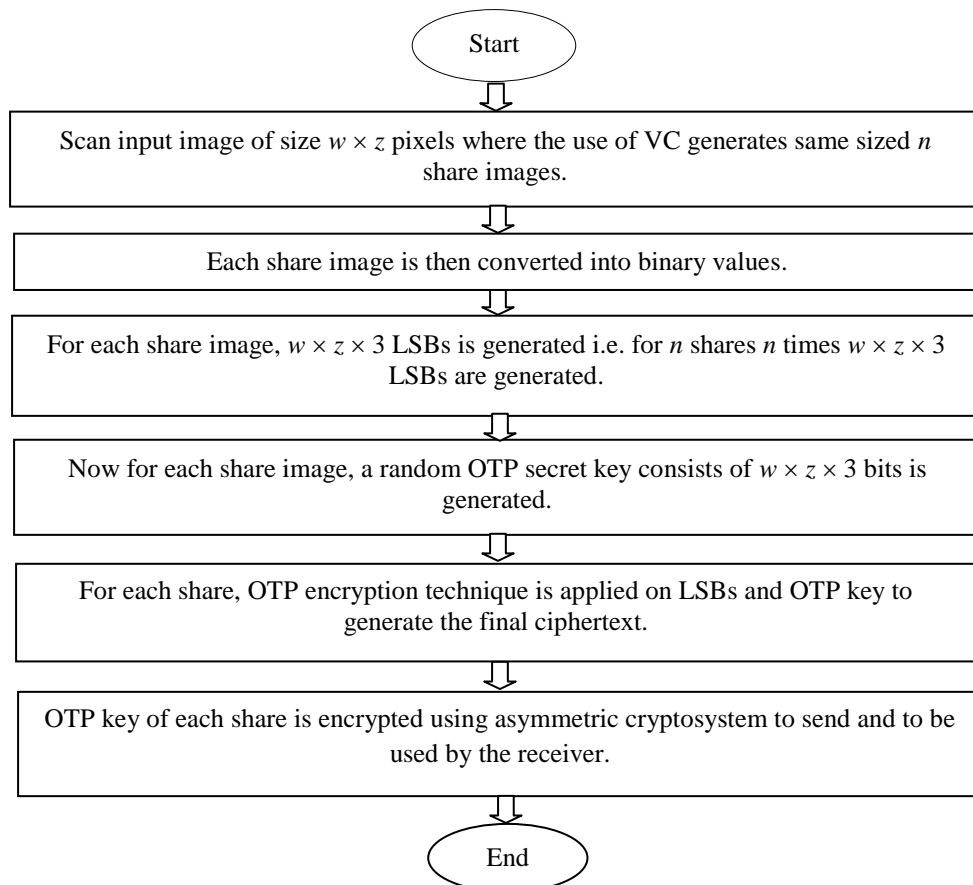 Start
Scan input image of size w × z pixels where the use of VC generates same sized n
share images.
Each share image is then converted into binary values.
For each share image, w × z × 3 LSBs is generated i.e. for n shares n times w × z × 3
LSBs are generated.
Now for each share image, a random OTP secret key consists of w × z × 3 bits is
generated.
For each share, OTP encryption technique is applied on LSBs and OTP key to
generate the final ciphertext.
OTP key of each share is encrypted using asymmetric cryptosystem to send and to be
used by the receiver.
End